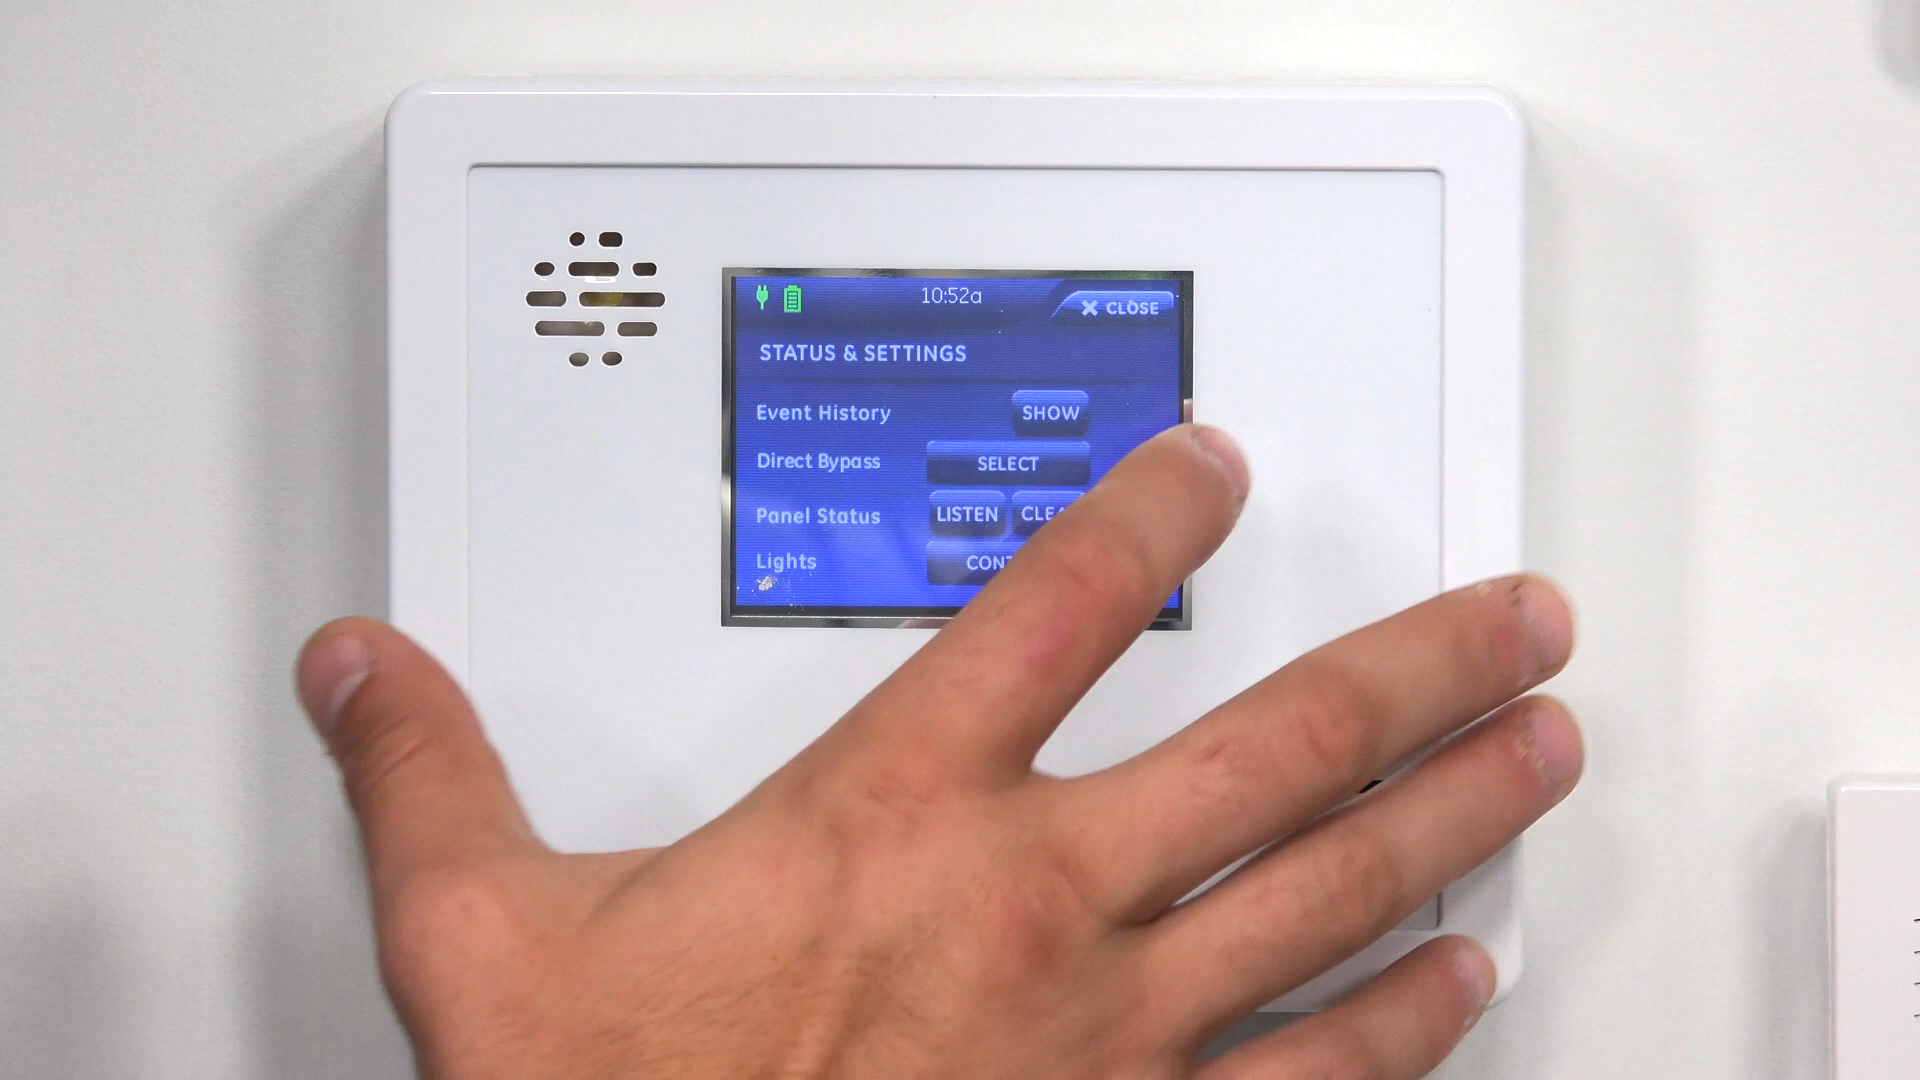 10:52a
CLOSE
STATUS & SETTINGS
Event History SHOW
Direct Bypass SELECT
Panel Status LISTEN
Lights